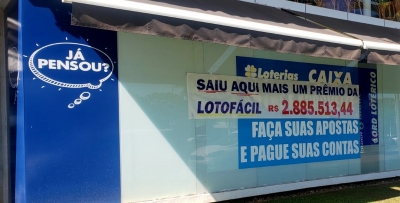 JÁ
PENSOU?
Loterias CAIXA
SAIU AQUI MAIS UM PRÊMIO DA
LOTOFÁCIL R$ 2.885.513,44
FAÇA SUAS APOSTAS
E PAGUE SUAS CONTAS
LORD LOTÉRICO